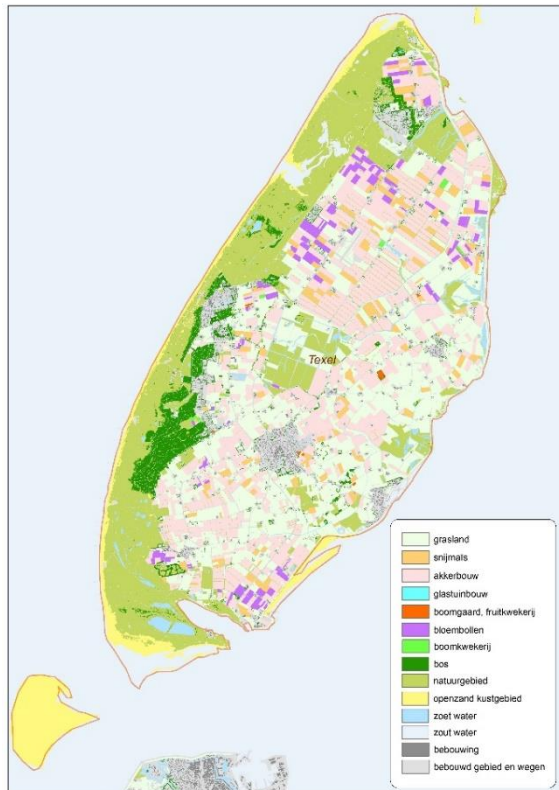 Texel
grasland
snijmaïs
akkerbouw
glastuinbouw
boomgaard, fruitkwekerij
bloembollen
boomkwekerij
bos
natuurgebied
openzand kustgebied
zoet water
zout water
bebouwing
bebouwd gebied en wegen